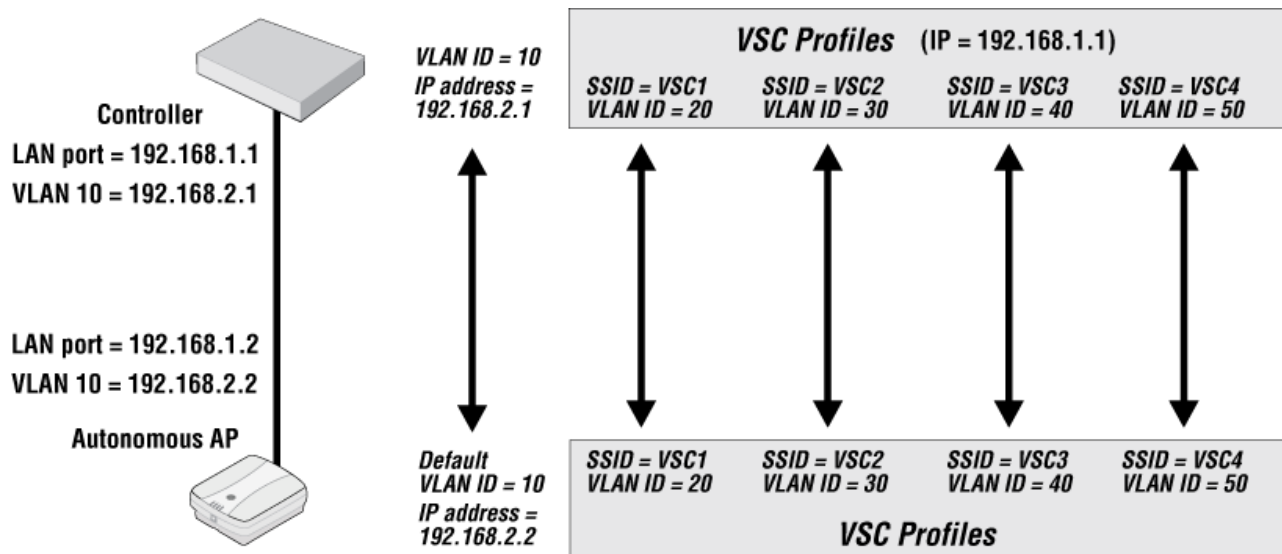 Controller
LAN port = 192.168.1.1
VLAN 10 = 192.168.2.1
LAN port = 192.168.1.2
VLAN 10 = 192.168.2.2
Autonomous AP
VLAN ID = 10
IP address =
192.168.2.1
Default
VLAN ID = 10
IP address =
192.168.2.2
VSC Profiles (IP = 192.168.1.1)
SSID = VSC1
VLAN ID = 20
SSID = VSC2
VLAN ID = 30
SSID = VSC3
VLAN ID = 40
SSID = VSC4
VLAN ID = 50
SSID = VSC1
VLAN ID = 20
SSID = VSC2
VLAN ID = 30
SSID = VSC3
VLAN ID = 40
SSID = VSC4
VLAN ID = 50
VSC Profiles